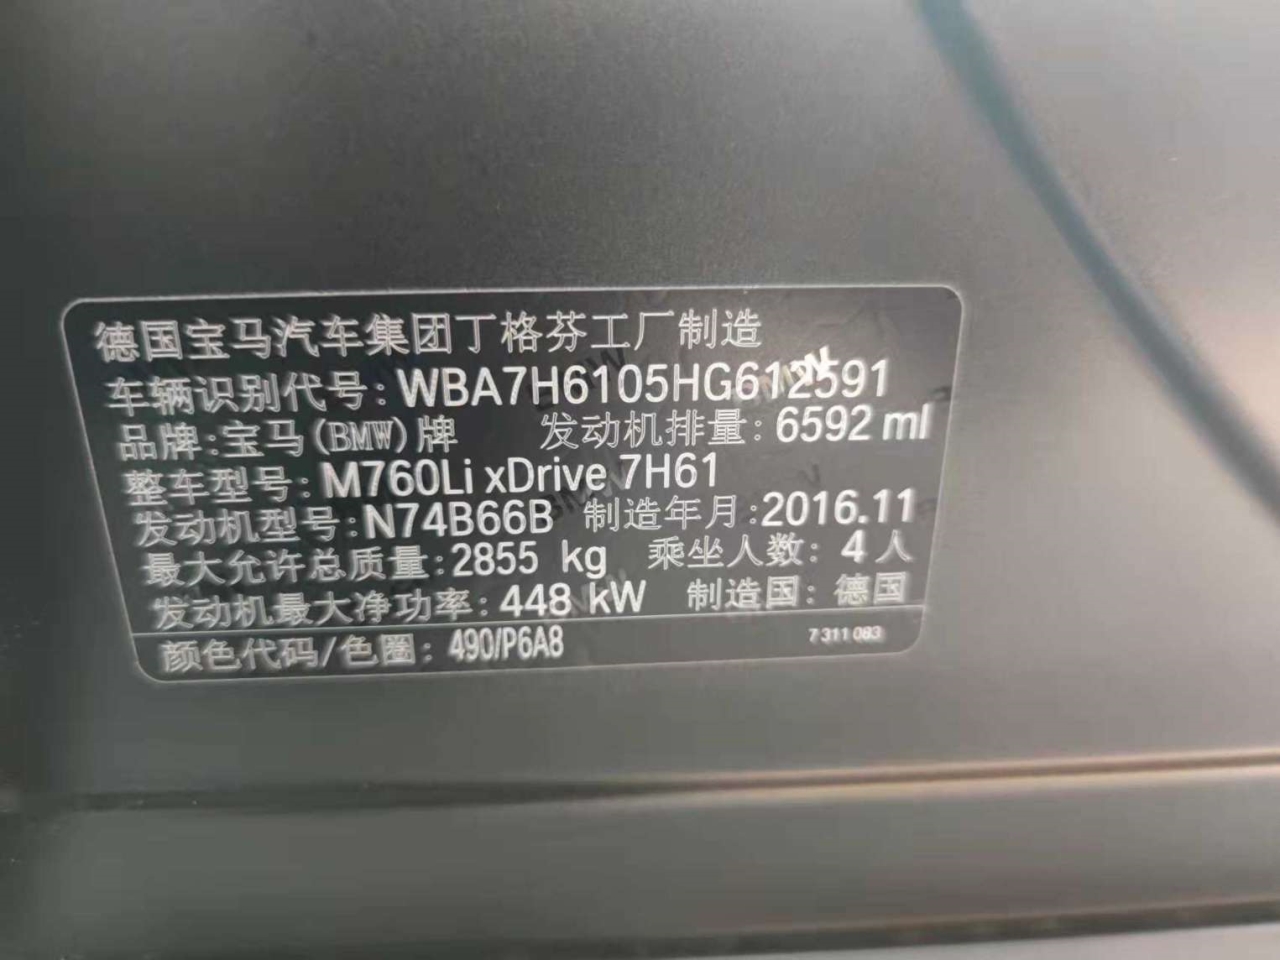 德国宝马汽车集团丁格芬工厂制造
车辆识别代号:WBA7H6105HG612591
品牌:宝马(BMW)牌 发动机排量: 6592 ml
整车型号: M760Li xDrive 7H61
发动机型号:N74B66B 制造年月:2016.11
最大允许总质量:2855 kg 乘坐人数: 4 人
发动机最大净功率: 448 kW 制造国: 德国
颜色代码/色圈: 490/P6A8 7 311 083